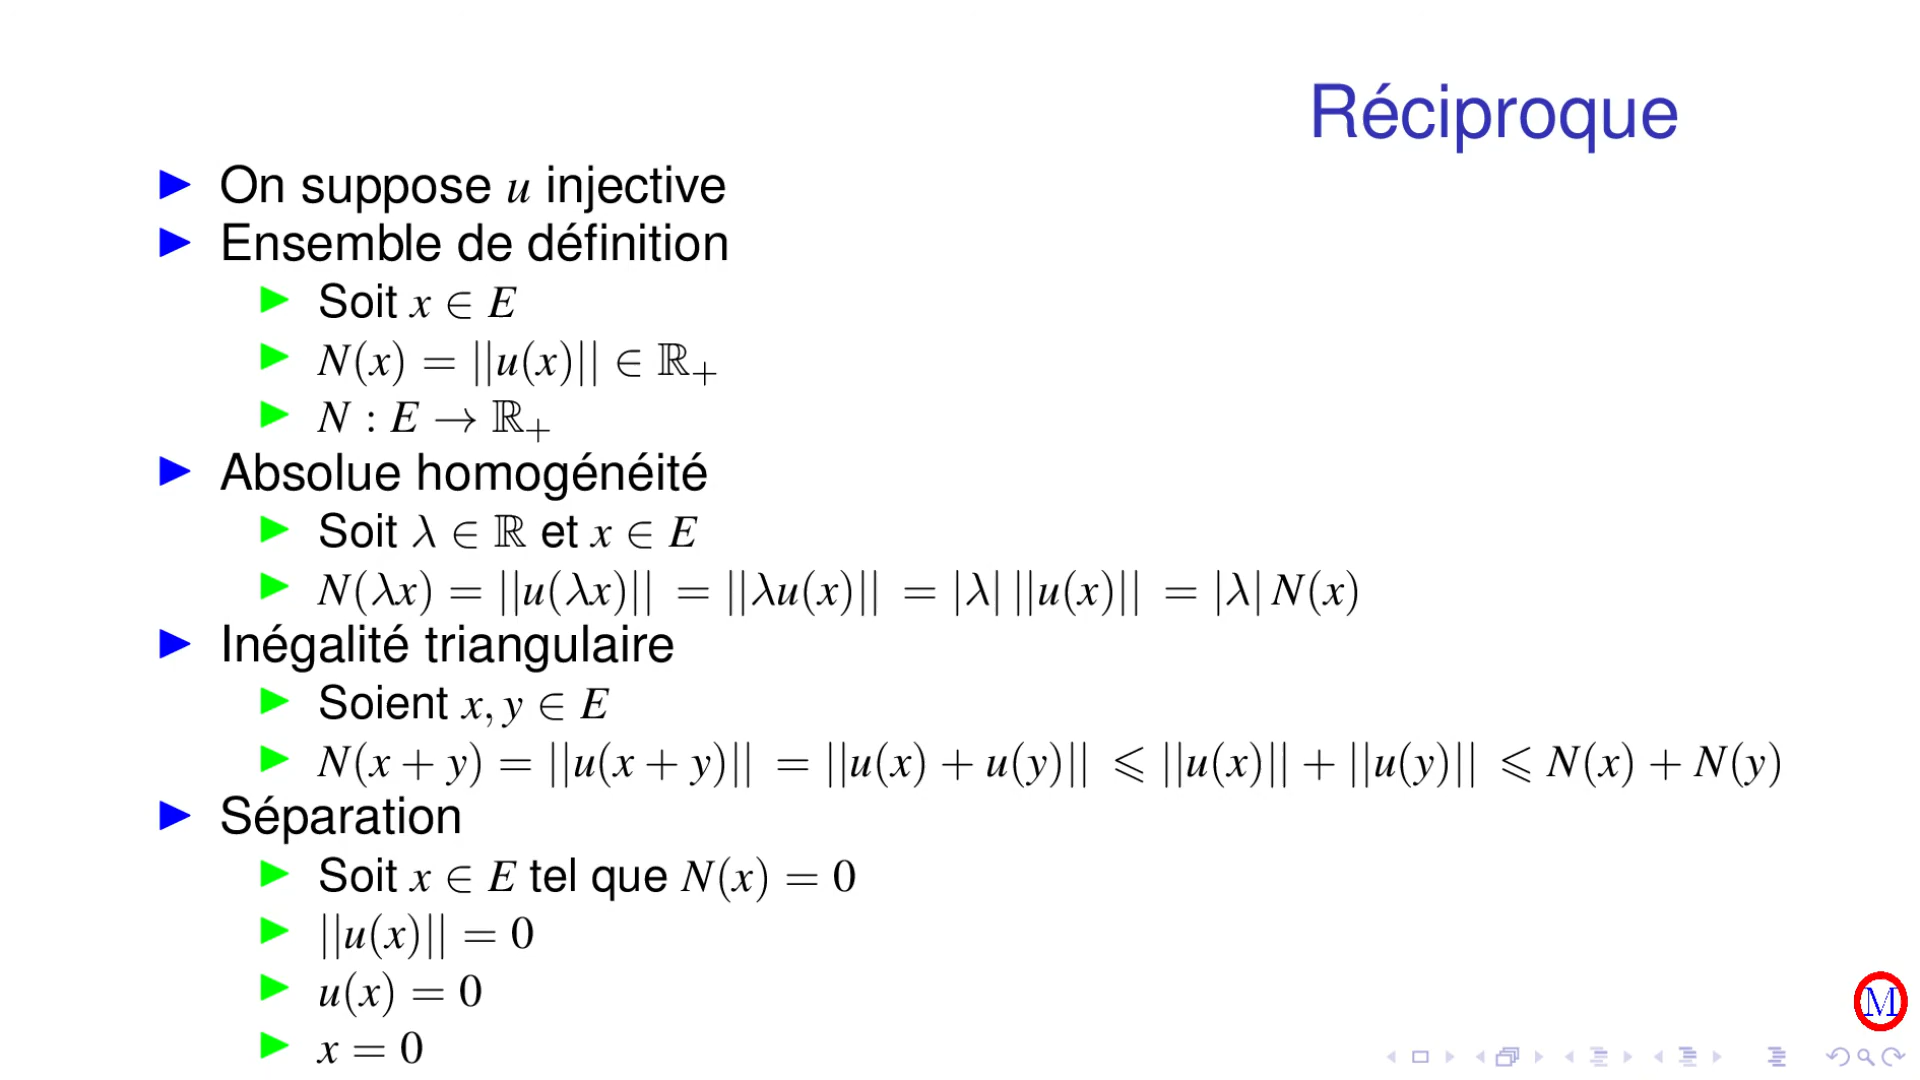 Réciproque
On suppose u injective
Ensemble de définition
Soit x ∈ E
N(x) = ||u(x)|| ∈ ℝ₊
N : E → ℝ₊
Absolue homogénéité
Soit λ ∈ ℝ et x ∈ E
N(λx) = ||u(λx)|| = ||λu(x)|| = |λ| ||u(x)|| = |λ| N(x)
Inégalité triangulaire
Soient x, y ∈ E
N(x + y) = ||u(x + y)|| = ||u(x) + u(y)|| ⩽ ||u(x)|| + ||u(y)|| ⩽ N(x) + N(y)
Séparation
Soit x ∈ E tel que N(x) = 0
||u(x)|| = 0
u(x) = 0
x = 0
M